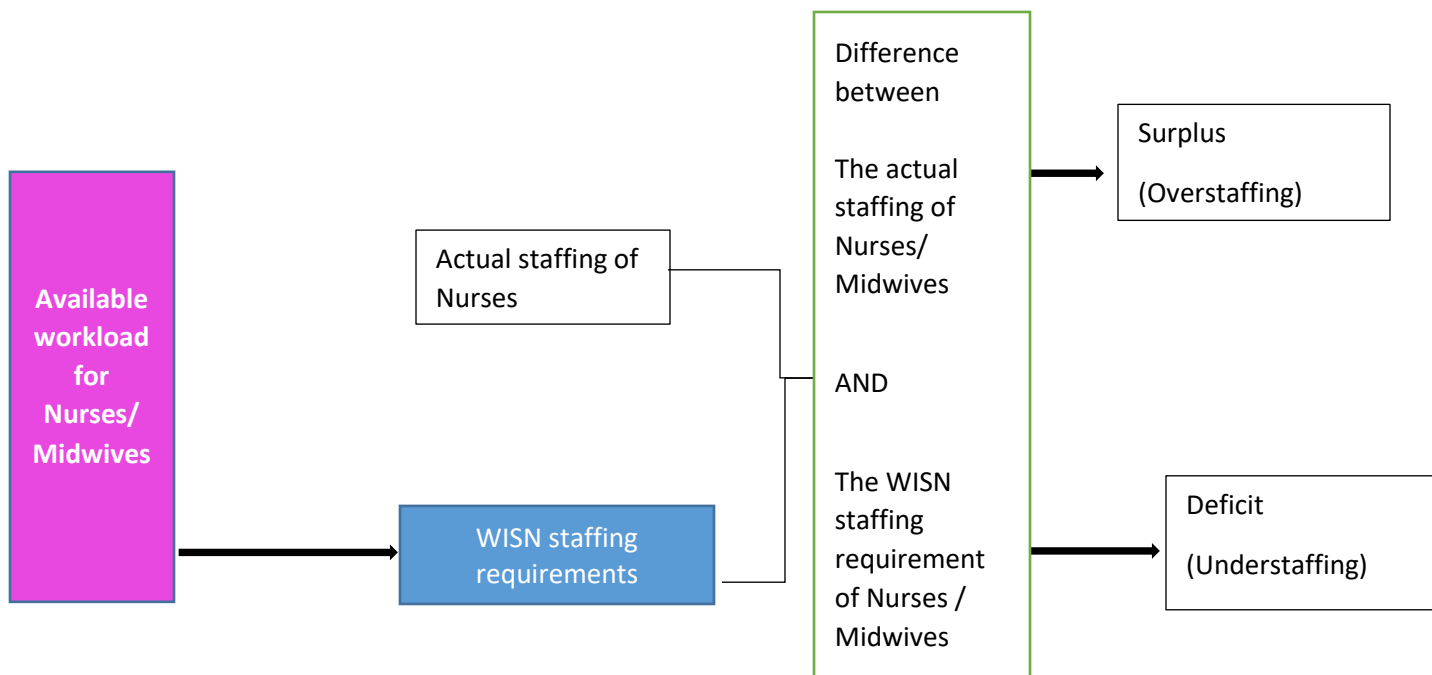 Available
workload
for
Nurses/
Midwives
Actual staffing of
Nurses
WISN staffing
requirements
Difference
between
The actual
staffing of
Nurses/
Midwives
AND
The WISN
staffing
requirement
of Nurses /
Midwives
Surplus
(Overstaffing)
Deficit
(Understaffing)